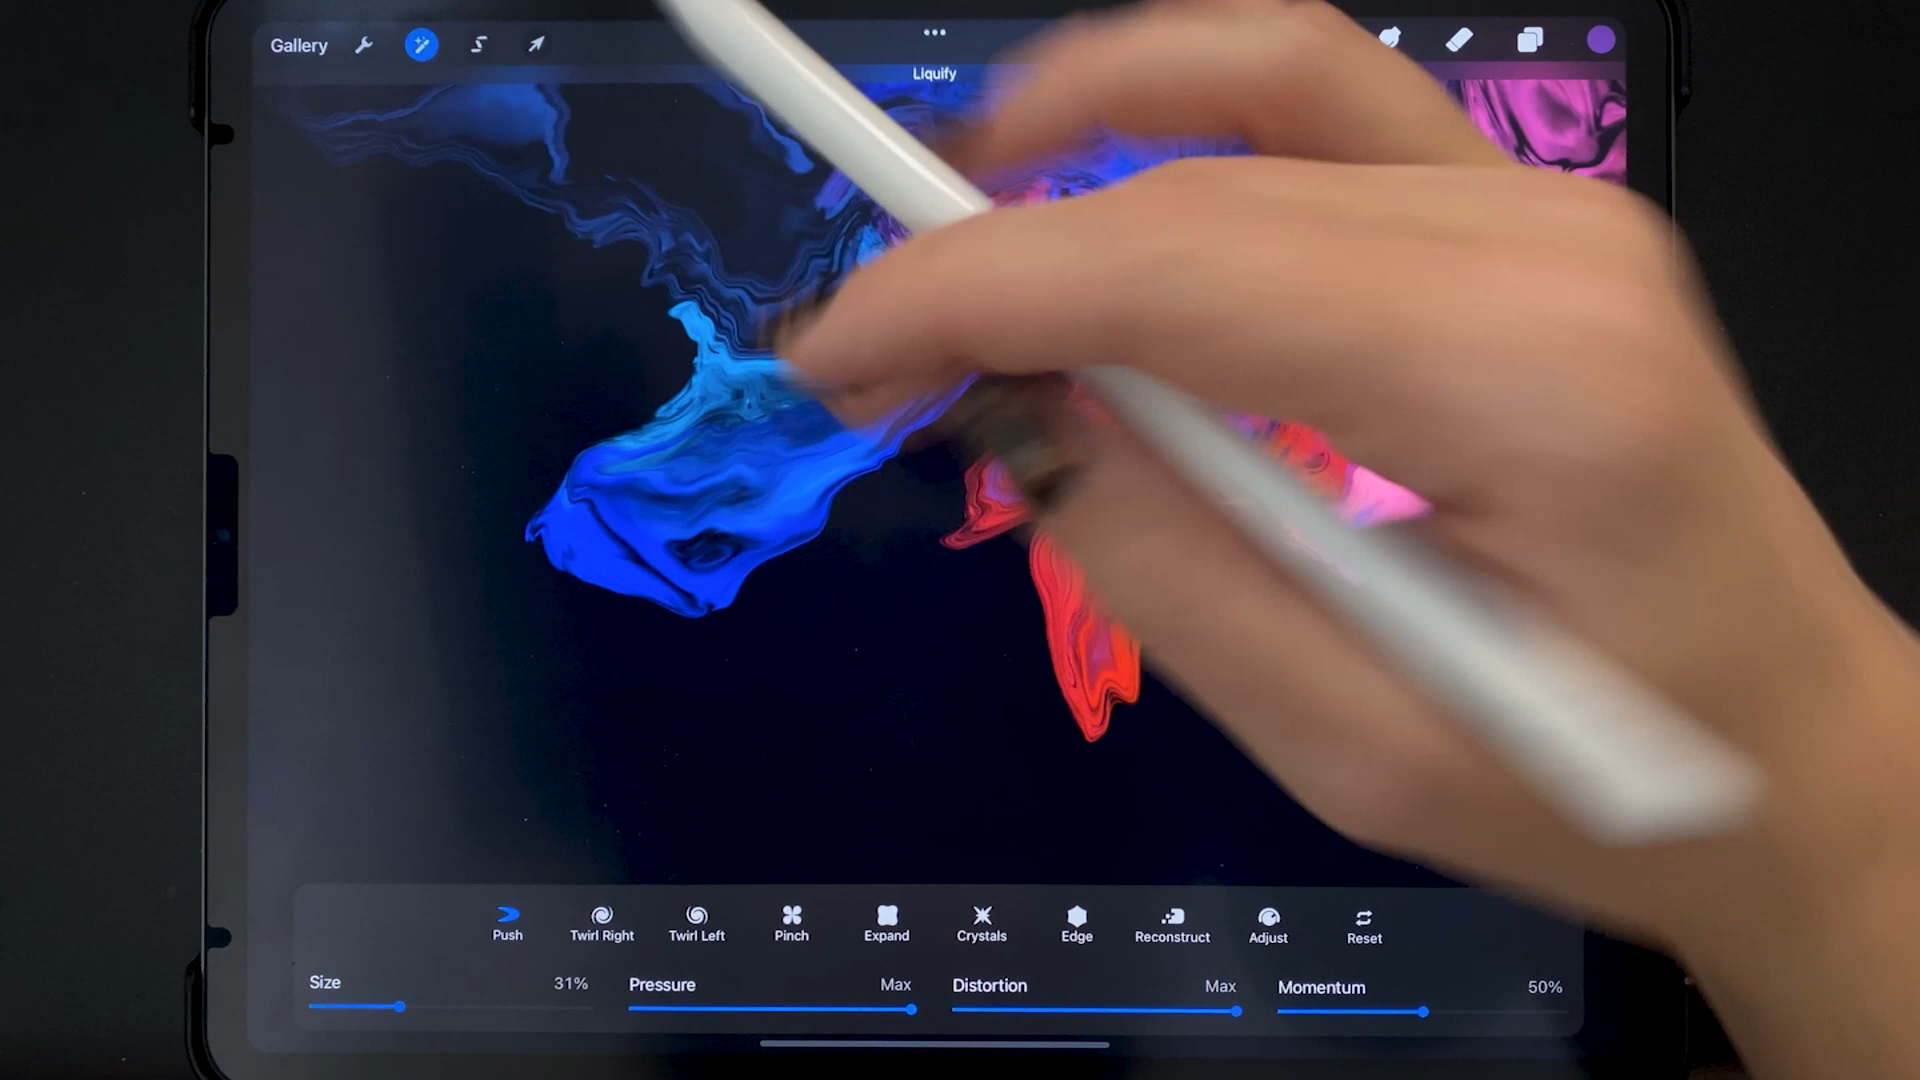 Gallery
Liquify
Push Twirl Right Twirl Left Pinch Expand Crystals Edge Reconstruct Adjust Reset
Size 31% Pressure Max Distortion Max Momentum 50%